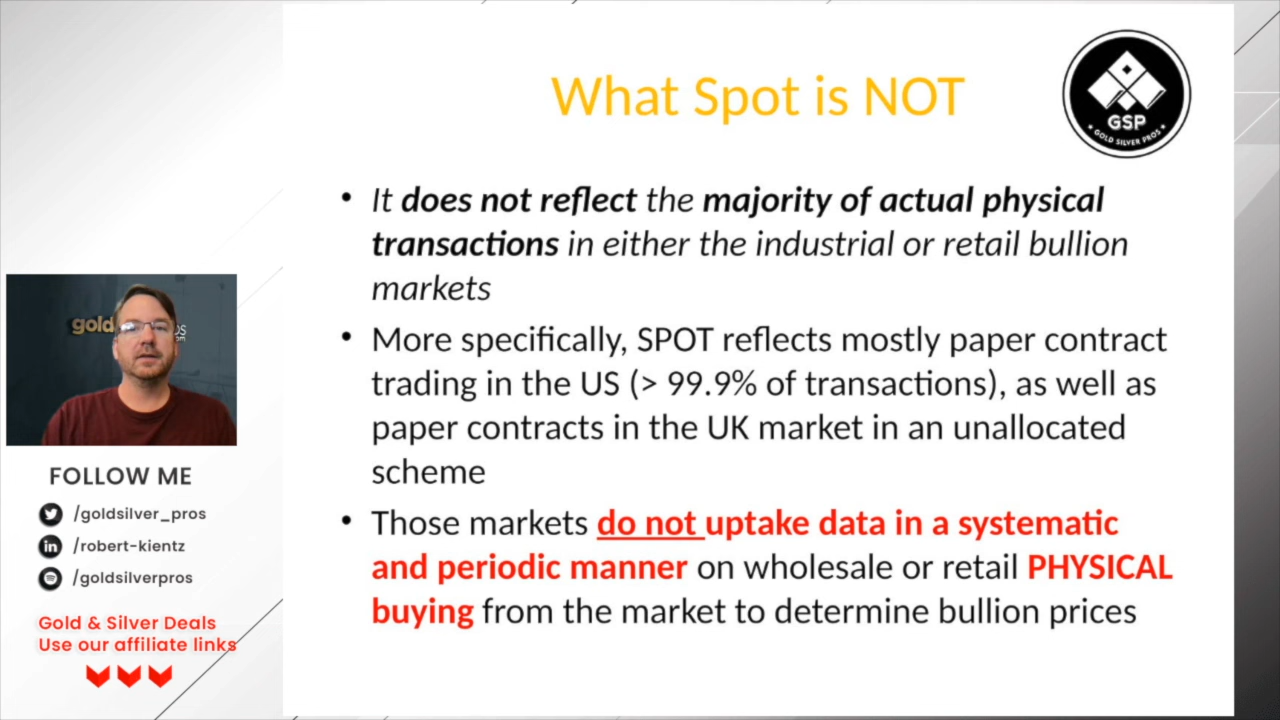 What Spot is NOT
GSP
★ GOLD SILVER PROS ★
• It does not reflect the majority of actual physical
transactions in either the industrial or retail bullion
markets
• More specifically, SPOT reflects mostly paper contract
trading in the US (> 99.9% of transactions), as well as
paper contracts in the UK market in an unallocated
scheme
• Those markets do not uptake data in a systematic
and periodic manner on wholesale or retail PHYSICAL
buying from the market to determine bullion prices
gold
FOLLOW ME
/goldsilver_pros
/robert-kientz
/goldsilverpros
Gold & Silver Deals
Use our affiliate links